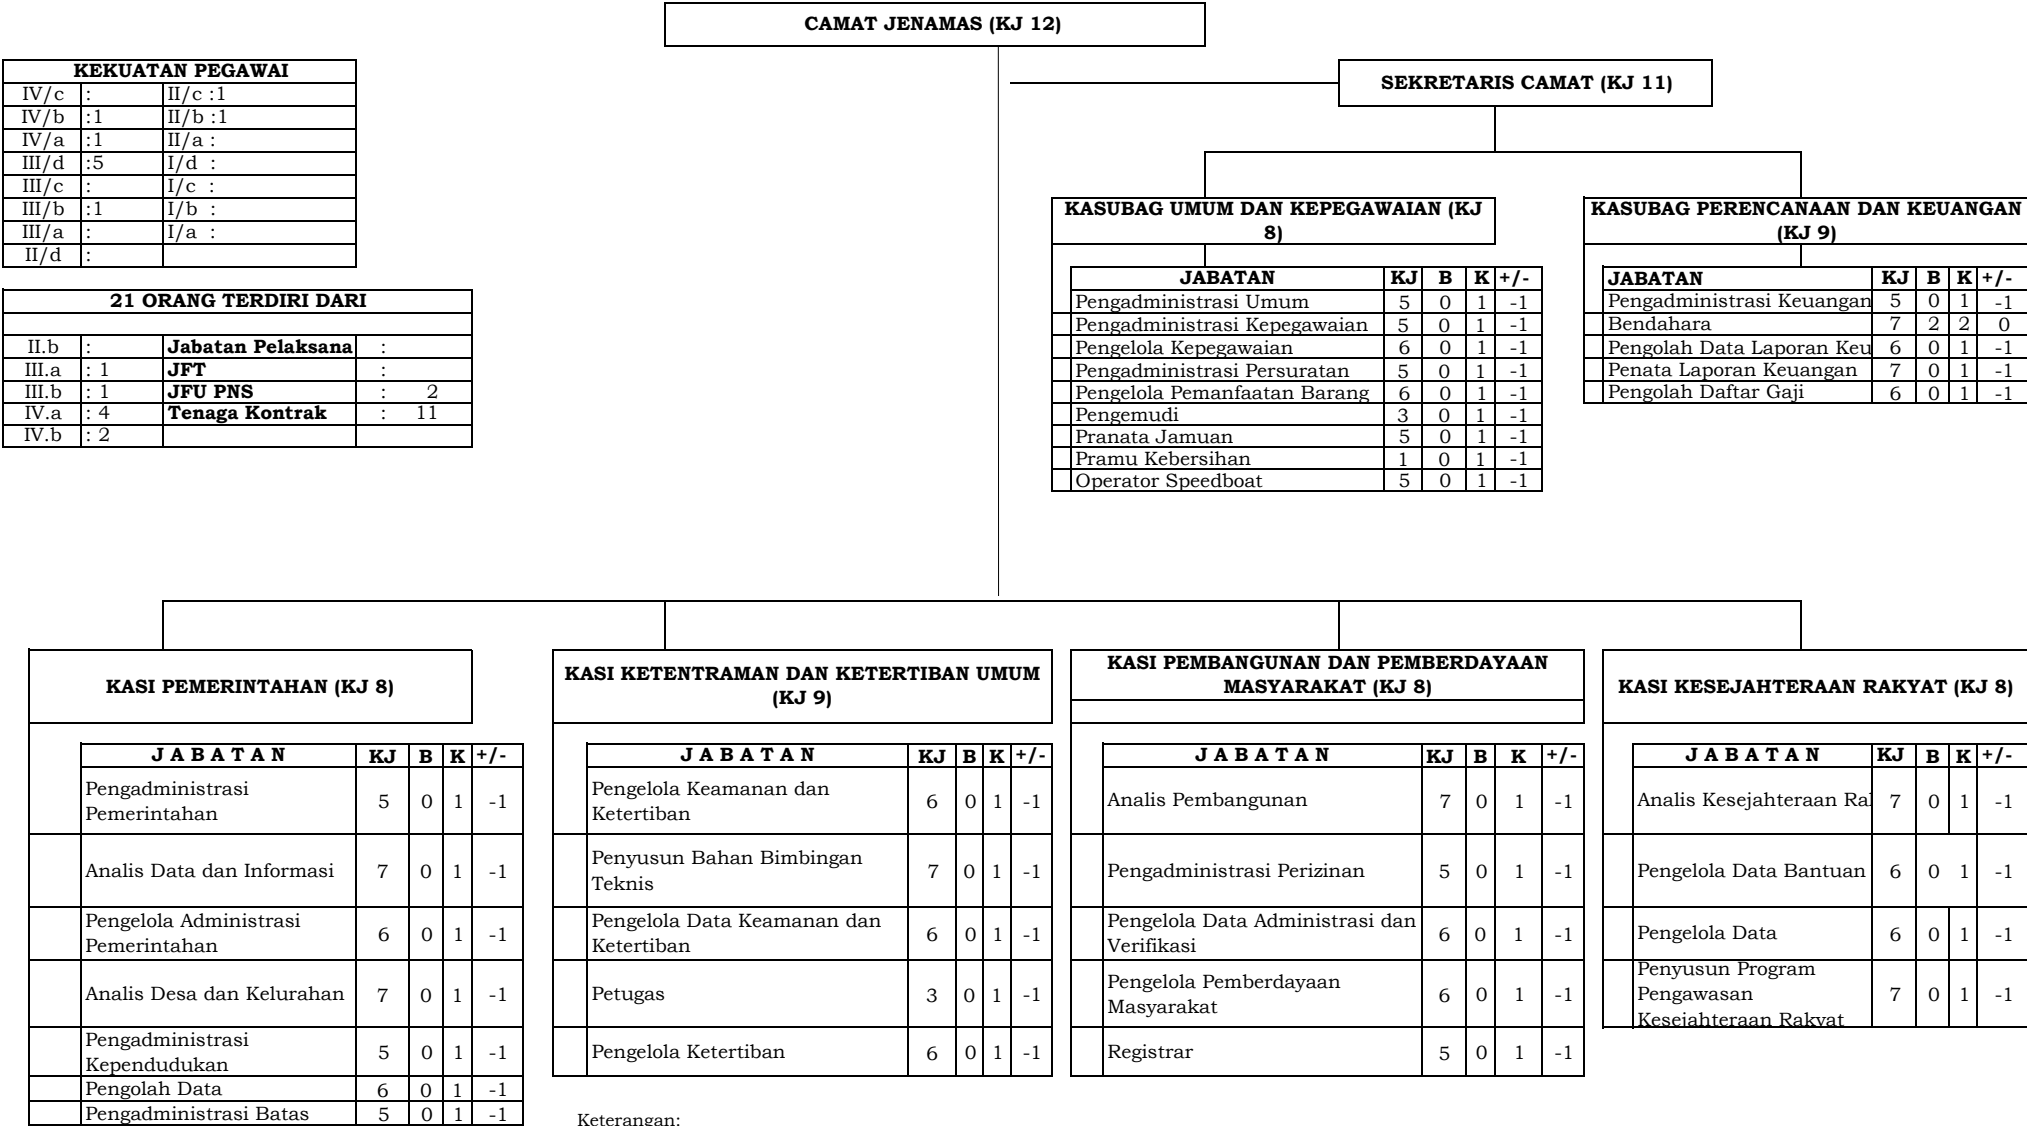 CAMAT JENAMAS (KJ 12)
KEKUATAN PEGAWAI
IV/c : II/c :1
IV/b :1 II/b :1
IV/a :1 II/a :
III/d :5 I/d :
III/c : I/c :
III/b :1 I/b :
III/a : I/a :
II/d :
21 ORANG TERDIRI DARI
II.b : Jabatan Pelaksana :
III.a : 1 JFT :
III.b : 1 JFU PNS : 2
IV.a : 4 Tenaga Kontrak : 11
IV.b : 2
SEKRETARIS CAMAT (KJ 11)
KASUBAG UMUM DAN KEPEGAWAIAN (KJ
8)
JABATAN KJ B K +/-
Pengadministrasi Umum 5 0 1 -1
Pengadministrasi Kepegawaian 5 0 1 -1
Pengelola Kepegawaian 6 0 1 -1
Pengadministrasi Persuratan 5 0 1 -1
Pengelola Pemanfaatan Barang 6 0 1 -1
Pengemudi 3 0 1 -1
Pranata Jamuan 5 0 1 -1
Pramu Kebersihan 1 0 1 -1
Operator Speedboat 5 0 1 -1
KASUBAG PERENCANAAN DAN KEUANGAN
(KJ 9)
JABATAN KJ B K +/-
Pengadministrasi Keuangan 5 0 1 -1
Bendahara 7 2 2 0
Pengolah Data Laporan Keu 6 0 1 -1
Penata Laporan Keuangan 7 0 1 -1
Pengolah Daftar Gaji 6 0 1 -1
KASI PEMERINTAHAN (KJ 8)
J A B A T A N KJ B K +/-
Pengadministrasi
Pemerintahan 5 0 1 -1
Analis Data dan Informasi 7 0 1 -1
Pengelola Administrasi
Pemerintahan 6 0 1 -1
Analis Desa dan Kelurahan 7 0 1 -1
Pengadministrasi
Kependudukan 5 0 1 -1
Pengolah Data 6 0 1 -1
Pengadministrasi Batas 5 0 1 -1
KASI KETENTRAMAN DAN KETERTIBAN UMUM
(KJ 9)
J A B A T A N KJ B K +/-
Pengelola Keamanan dan
Ketertiban 6 0 1 -1
Penyusun Bahan Bimbingan
Teknis 7 0 1 -1
Pengelola Data Keamanan dan
Ketertiban 6 0 1 -1
Petugas 3 0 1 -1
Pengelola Ketertiban 6 0 1 -1
KASI PEMBANGUNAN DAN PEMBERDAYAAN
MASYARAKAT (KJ 8)
J A B A T A N KJ B K +/-
Analis Pembangunan 7 0 1 -1
Pengadministrasi Perizinan 5 0 1 -1
Pengelola Data Administrasi dan
Verifikasi 6 0 1 -1
Pengelola Pemberdayaan
Masyarakat 6 0 1 -1
Registrar 5 0 1 -1
KASI KESEJAHTERAAN RAKYAT (KJ 8)
J A B A T A N KJ B K +/-
Analis Kesejahteraan Ra 7 0 1 -1
Pengelola Data Bantuan 6 0 1 -1
Pengelola Data 6 0 1 -1
Penyusun Program
Pengawasan
Kesejahteraan Rakyat 7 0 1 -1
Keterangan: